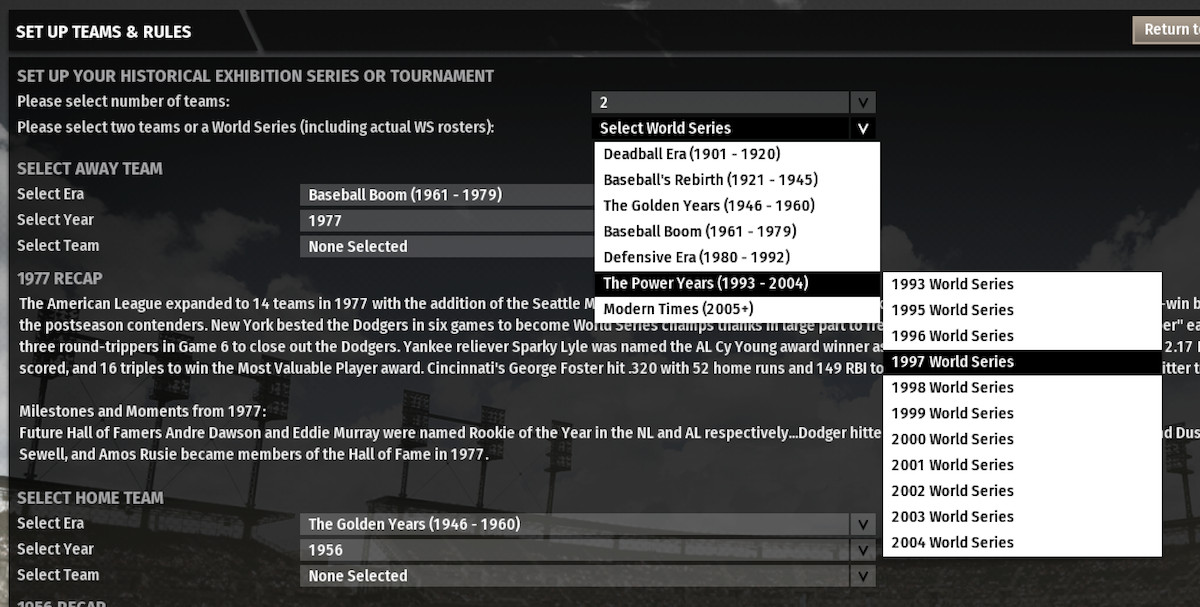 SET UP TEAMS & RULES
Return to
SET UP YOUR HISTORICAL EXHIBITION SERIES OR TOURNAMENT
Please select number of teams:
2
Please select two teams or a World Series (including actual WS rosters):
Select World Series
Deadball Era (1901 - 1920)
Baseball's Rebirth (1921 - 1945)
The Golden Years (1946 - 1960)
Baseball Boom (1961 - 1979)
Defensive Era (1980 - 1992)
The Power Years (1993 - 2004)
Modern Times (2005+)
1993 World Series
1995 World Series
1996 World Series
1997 World Series
1998 World Series
1999 World Series
2000 World Series
2001 World Series
2002 World Series
2003 World Series
2004 World Series
SELECT AWAY TEAM
Select Era
Baseball Boom (1961 - 1979)
Select Year
1977
Select Team
None Selected
1977 RECAP
The American League expanded to 14 teams in 1977 with the addition of the Seattle -win
the postseason contenders. New York bested the Dodgers in six games to become World Series champs thanks in large part to
three round-trippers in Game 6 to close out the Dodgers. Yankee reliever Sparky Lyle was named the AL Cy Young award winner 2.17
scored, and 16 triples to win the Most Valuable Player award. Cincinnati's George Foster hit .320 with 52 home runs and 149 RBI to
Milestones and Moments from 1977:
Future Hall of Famers Andre Dawson and Eddie Murray were named Rookie of the Year in the NL and AL respectively...Dodger
Sewell, and Amos Rusie became members of the Hall of Fame in 1977.
SELECT HOME TEAM
Select Era
The Golden Years (1946 - 1960)
Select Year
1956
Select Team
None Selected
1956 RECAP